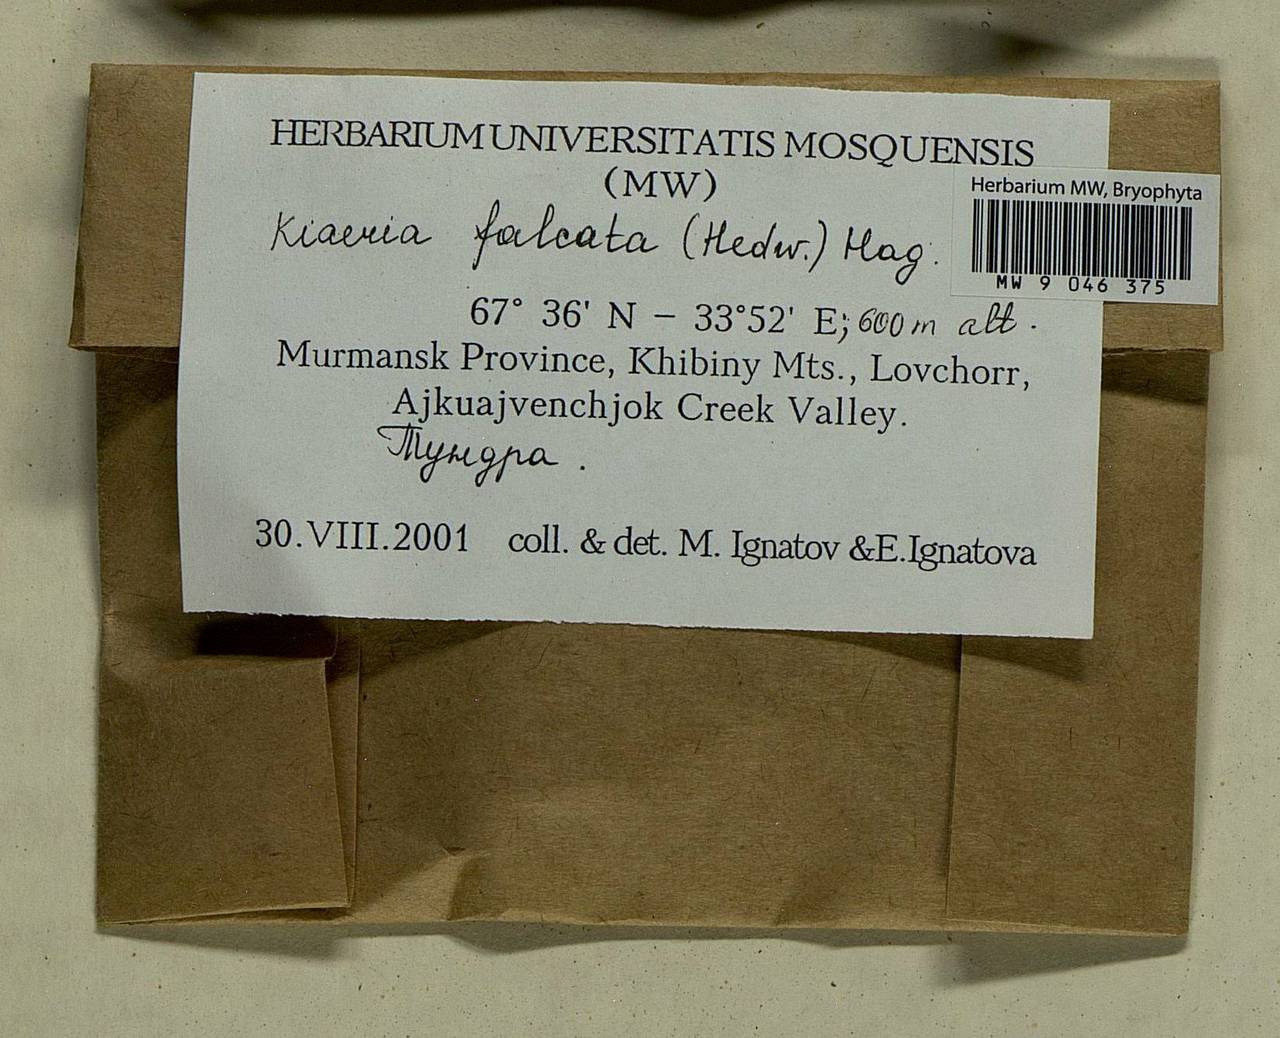 HERBARIUM UNIVERSITATIS MOSQUENSIS
(MW)
Herbarium MW, Bryophyta
MW 9 046 375
Kiaeria falcata (Hedw.) Hag.
67° 36' N – 33°52' E; 600 m alt.
Murmansk Province, Khibiny Mts., Lovchorr,
Ajkuajvenchjok Creek Valley.
Тундра.
30.VIII.2001 coll. & det. M. Ignatov &E.Ignatova